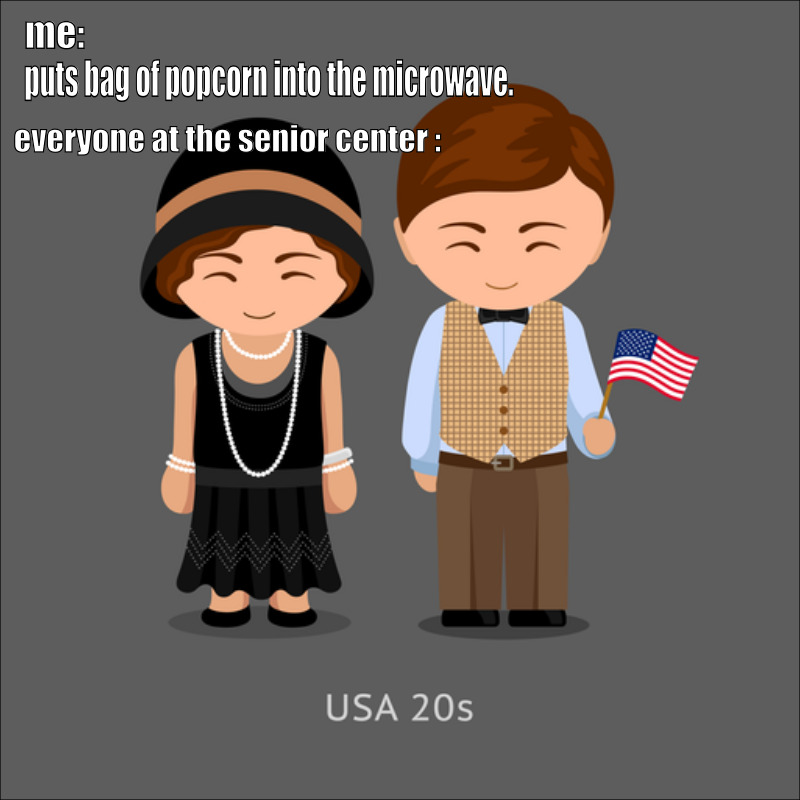 me:
puts bag of popcorn into the microwave.
everyone at the senior center :
USA 20s